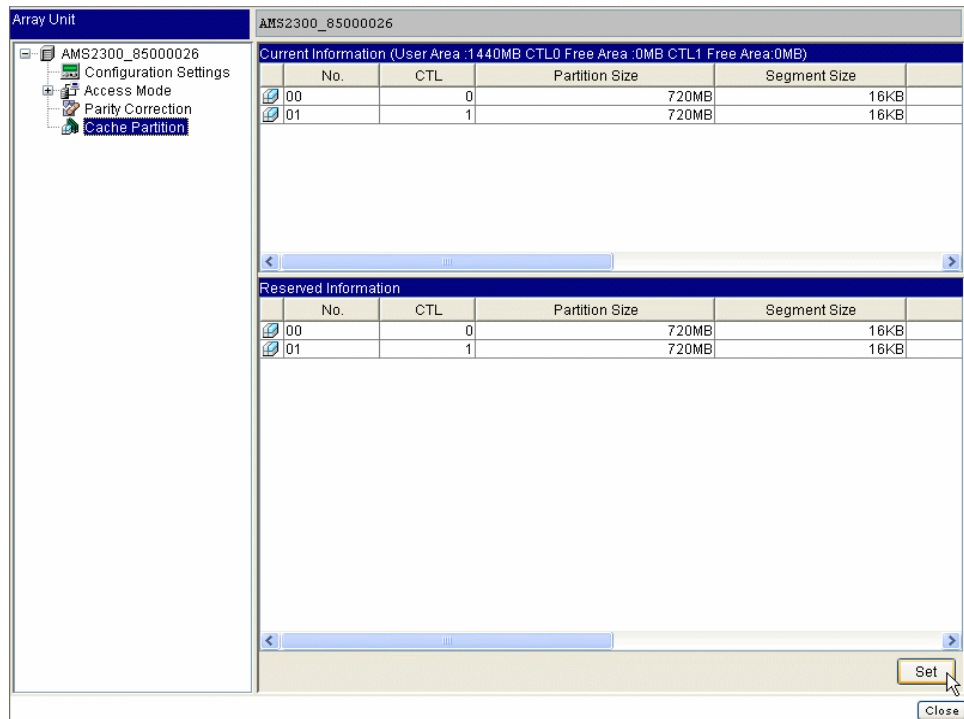 Array Unit
AMS2300_85000026
AMS2300_85000026
Configuration Settings
Access Mode
Parity Correction
Cache Partition
Current Information (User Area :1440MB CTL0 Free Area :0MB CTL1 Free Area:0MB)
No. CTL Partition Size Segment Size
00 0 720MB 16KB
01 1 720MB 16KB
Reserved Information
No. CTL Partition Size Segment Size
00 0 720MB 16KB
01 1 720MB 16KB
Set
Close